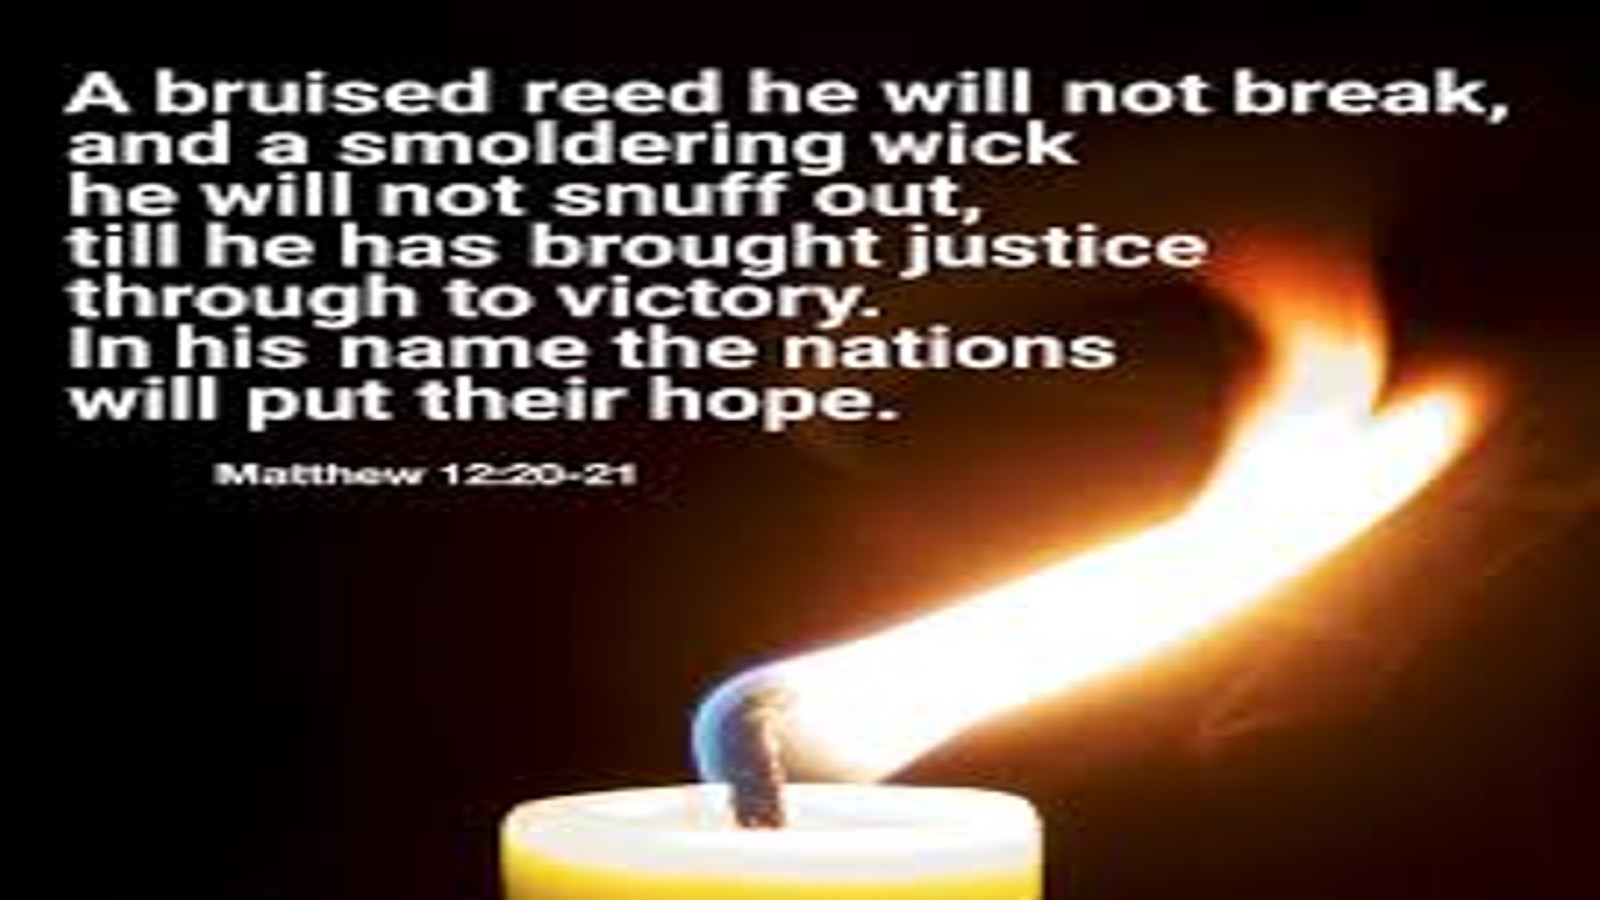 A bruised reed he will not break,
and a smoldering wick
he will not snuff out,
till he has brought justice
through to victory.
In his name the nations
will put their hope.
Matthew 12:20-21